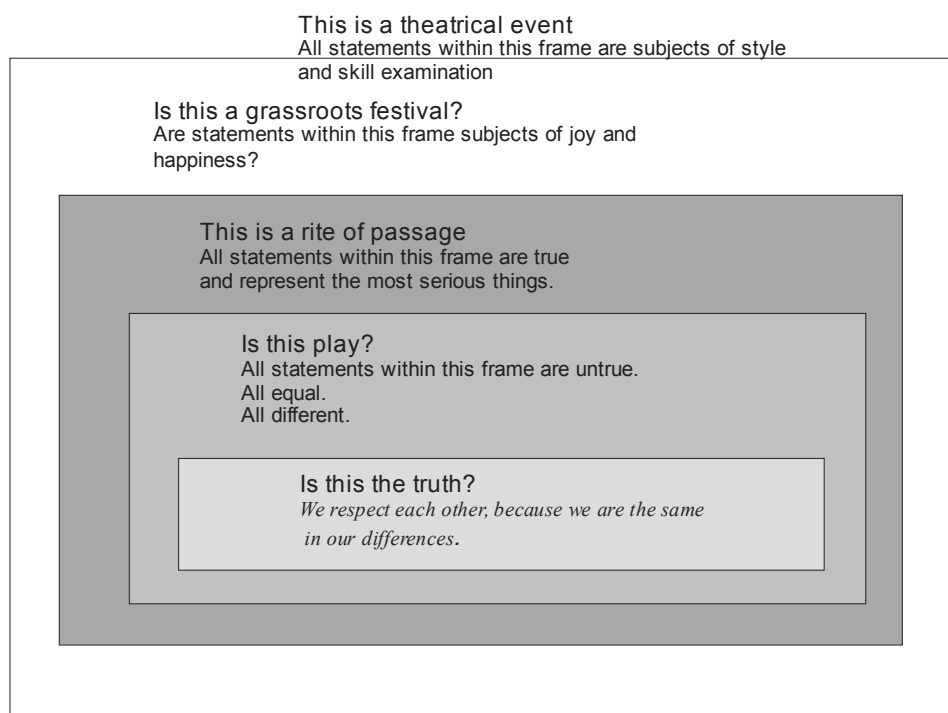 This is a theatrical event
All statements within this frame are subjects of style
and skill examination
Is this a grassroots festival?
Are statements within this frame subjects of joy and
happiness?
This is a rite of passage
All statements within this frame are true
and represent the most serious things.
Is this play?
All statements within this frame are untrue.
All equal.
All different.
Is this the truth?
We respect each other, because we are the same
in our differences.